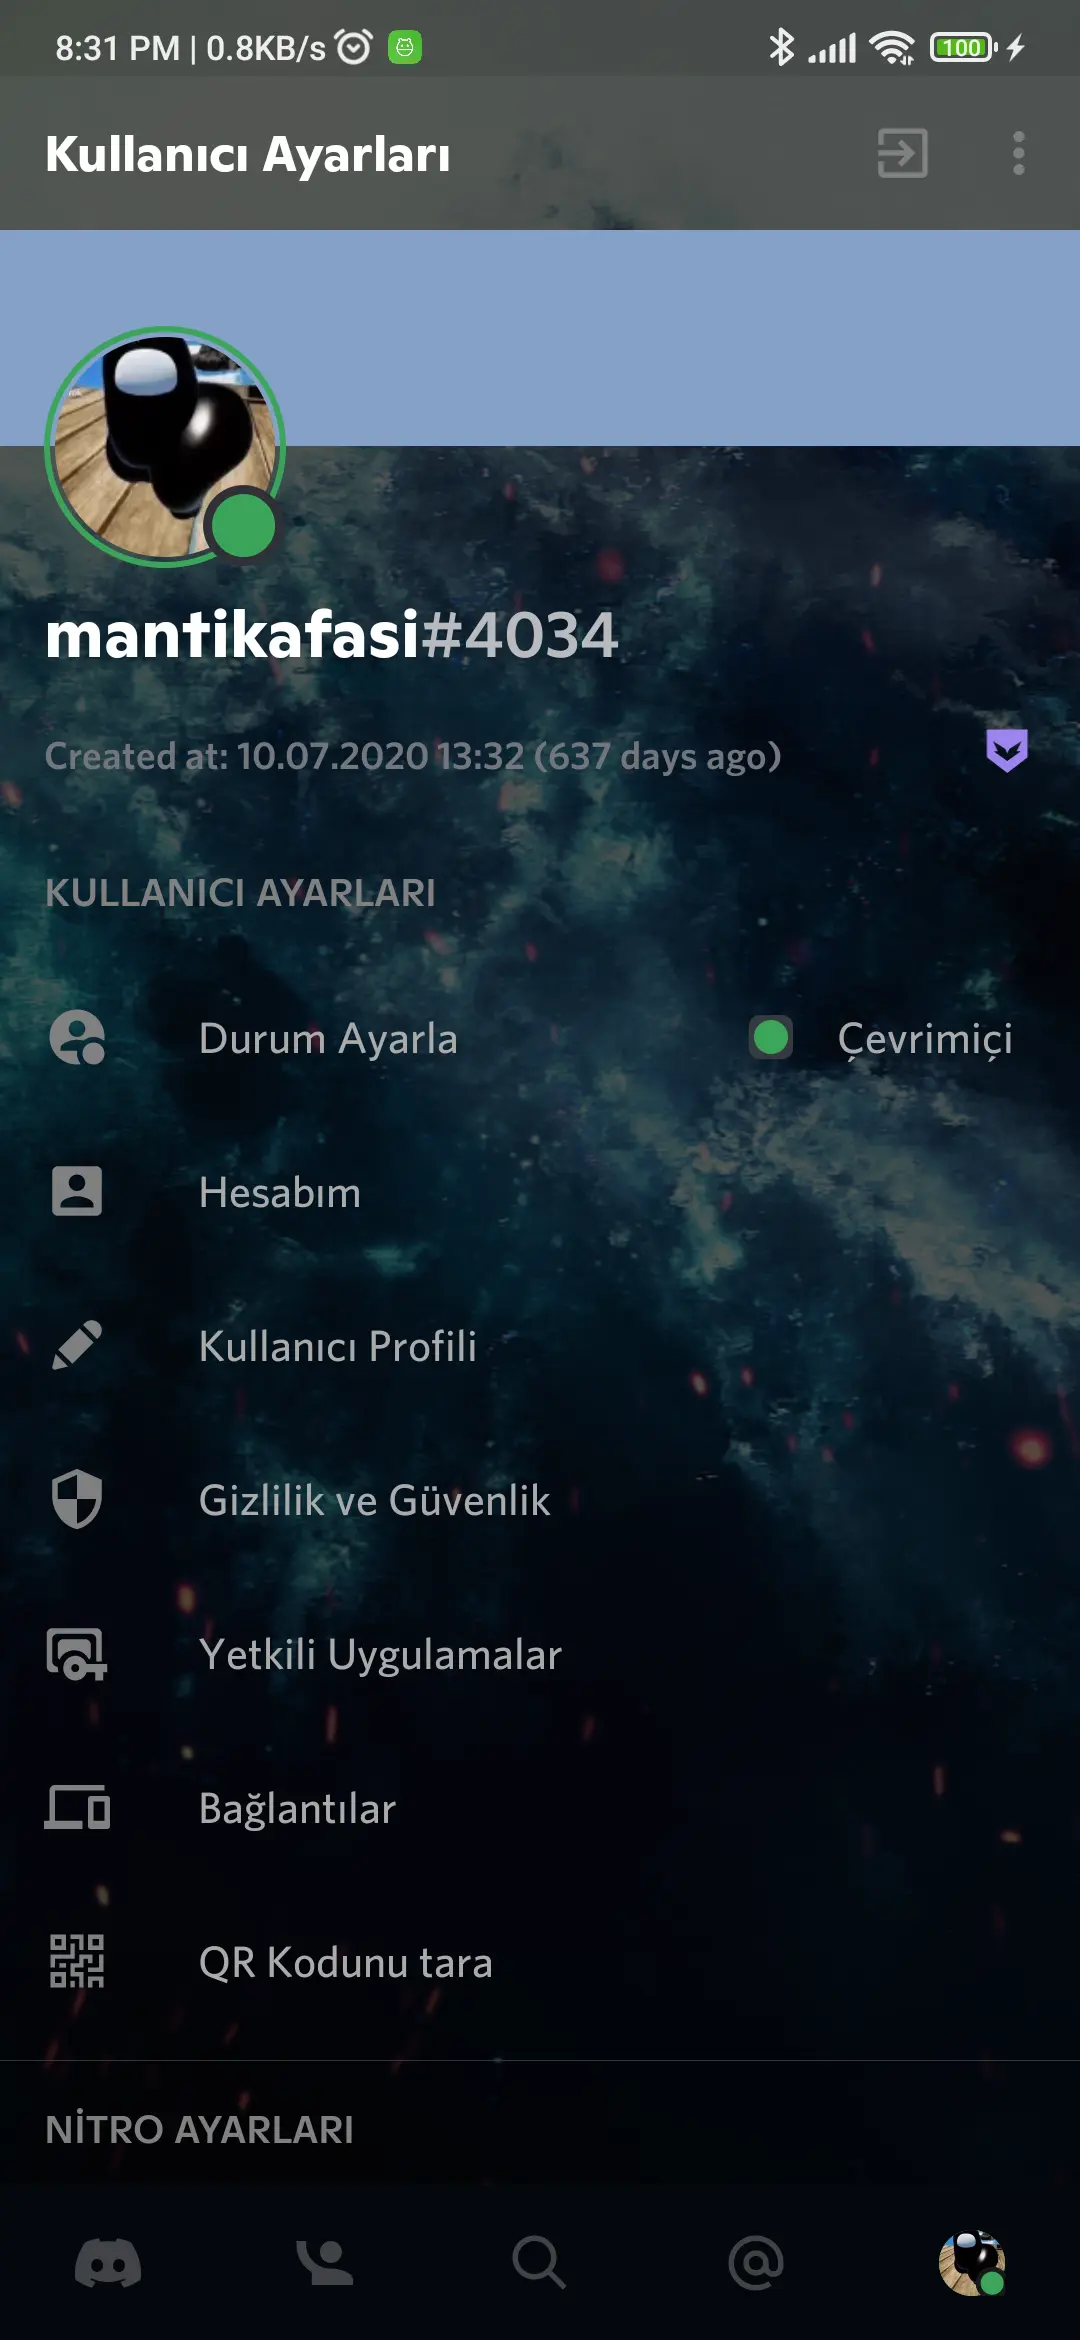 8:31 PM | 0.8KB/s
100
Kullanıcı Ayarları
mantikafasi#4034
Created at: 10.07.2020 13:32 (637 days ago)
KULLANICI AYARLARI
Durum Ayarla
Çevrimiçi
Hesabım
Kullanıcı Profili
Gizlilik ve Güvenlik
Yetkili Uygulamalar
Bağlantılar
QR Kodunu tara
NİTRO AYARLARI